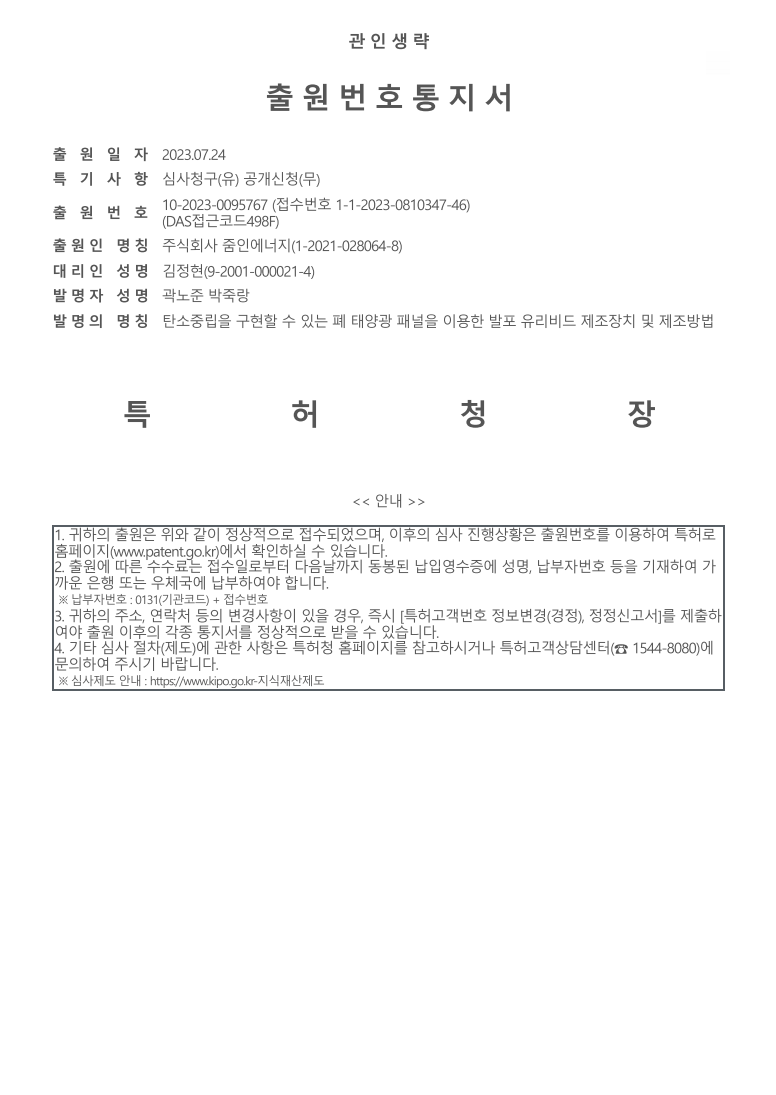 관 인 생 략
출 원 번 호 통 지 서
출 원 일 자 2023.07.24
특 기 사 항 심사청구(유) 공개신청(무)
출 원 번 호 10-2023-0095767 (접수번호 1-1-2023-0810347-46)
(DAS접근코드498F)
출 원 인 명 칭 주식회사 줌인에너지(1-2021-028064-8)
대 리 인 성 명 김정현(9-2001-000021-4)
발 명 자 성 명 곽노준 박죽랑
발 명 의 명 칭 탄소중립을 구현할 수 있는 폐 태양광 패널을 이용한 발포 유리비드 제조장치 및 제조방법
특 허 청 장
<< 안내 >>
1. 귀하의 출원은 위와 같이 정상적으로 접수되었으며, 이후의 심사 진행상황은 출원번호를 이용하여 특허로
홈페이지(www.patent.go.kr)에서 확인하실 수 있습니다.
2. 출원에 따른 수수료는 접수일로부터 다음날까지 동봉된 납입영수증에 성명, 납부자번호 등을 기재하여 가
까운 은행 또는 우체국에 납부하여야 합니다.
※ 납부자번호 : 0131(기관코드) + 접수번호
3. 귀하의 주소, 연락처 등의 변경사항이 있을 경우, 즉시 [특허고객번호 정보변경(경정), 정정신고서]를 제출하
여야 출원 이후의 각종 통지서를 정상적으로 받을 수 있습니다.
4. 기타 심사 절차(제도)에 관한 사항은 특허청 홈페이지를 참고하시거나 특허고객상담센터(☎ 1544-8080)에
문의하여 주시기 바랍니다.
※ 심사제도 안내 : https://www.kipo.go.kr-지식재산제도